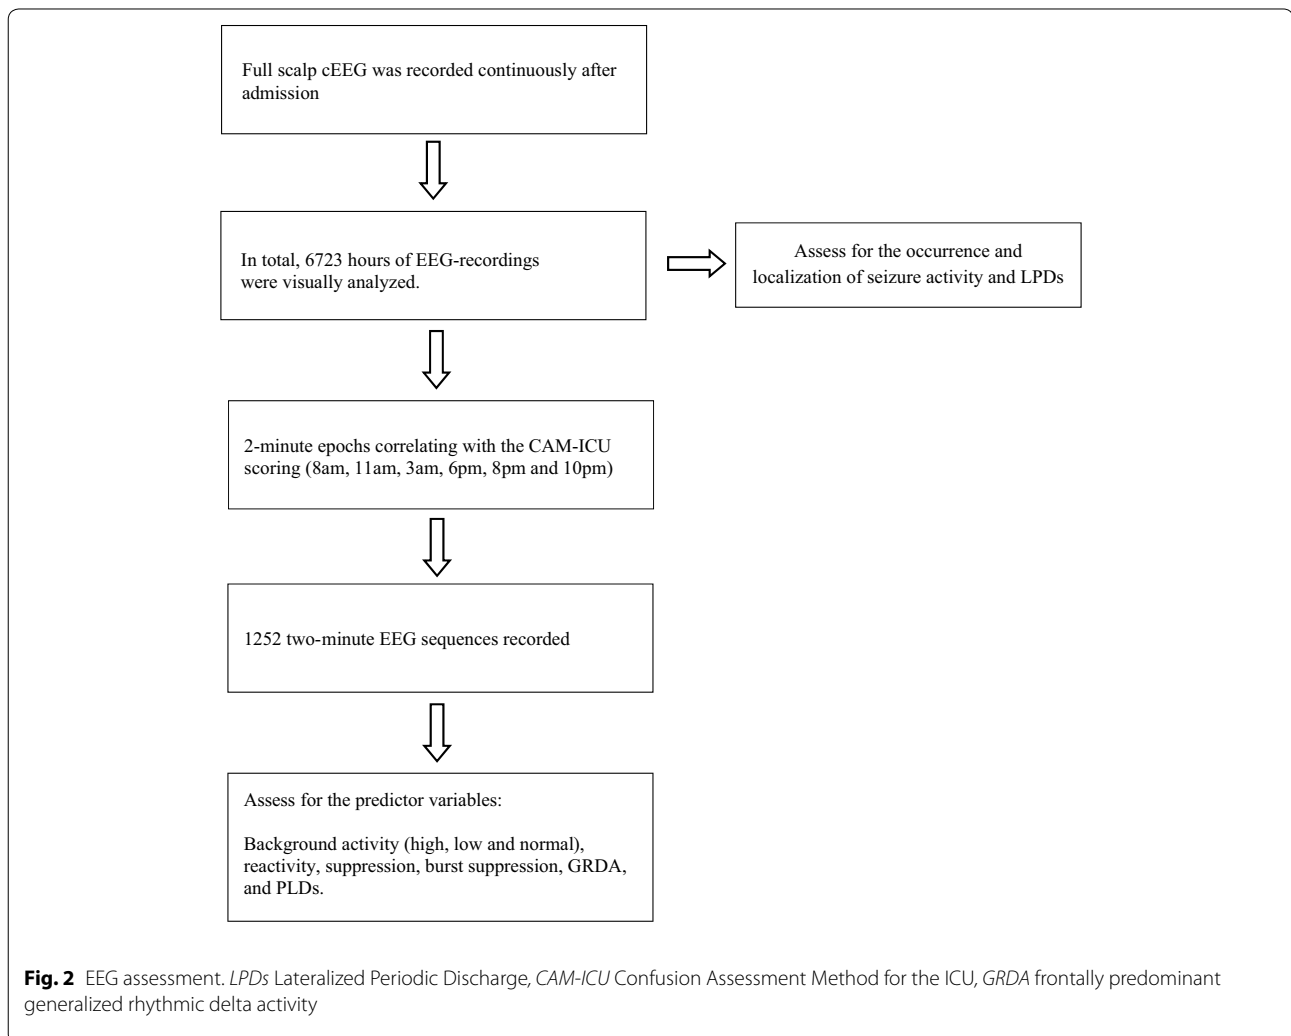 Full scalp cEEG was recorded continuously after
admission
In total, 6723 hours of EEG-recordings
were visually analyzed.
Assess for the occurrence and
localization of seizure activity and LPDs
2-minute epochs correlating with the CAM-ICU
scoring (8am, 11am, 3am, 6pm, 8pm and 10pm)
1252 two-minute EEG sequences recorded
Assess for the predictor variables:
Background activity (high, low and normal),
reactivity, suppression, burst suppression, GRDA,
and PLDs.
Fig. 2 EEG assessment. LPDs Lateralized Periodic Discharge, CAM-ICU Confusion Assessment Method for the ICU, GRDA frontally predominant
generalized rhythmic delta activity